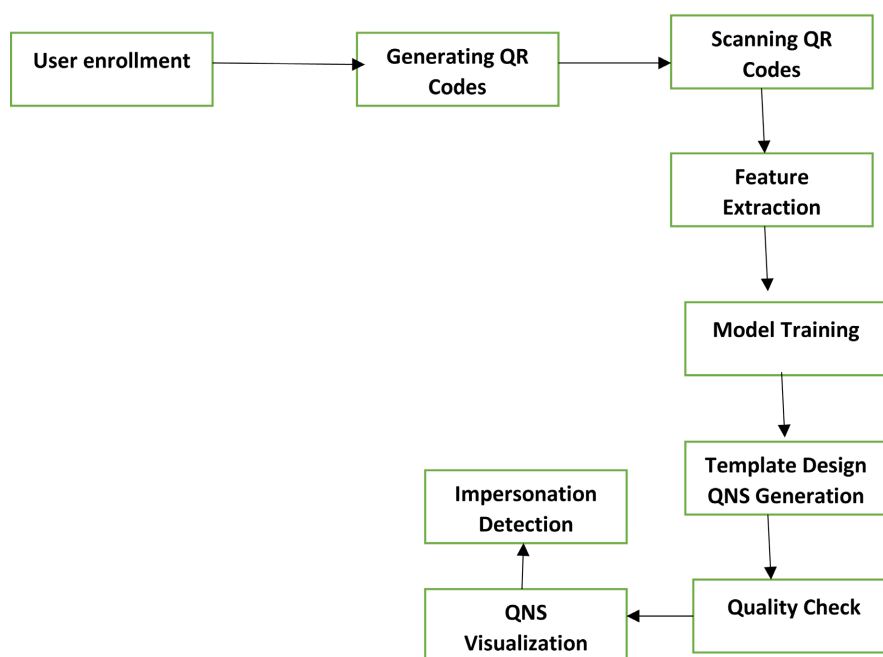 User enrollment
Generating QR
Codes
Scanning QR
Codes
Feature
Extraction
Model Training
Template Design
QNS Generation
Quality Check
QNS
Visualization
Impersonation
Detection